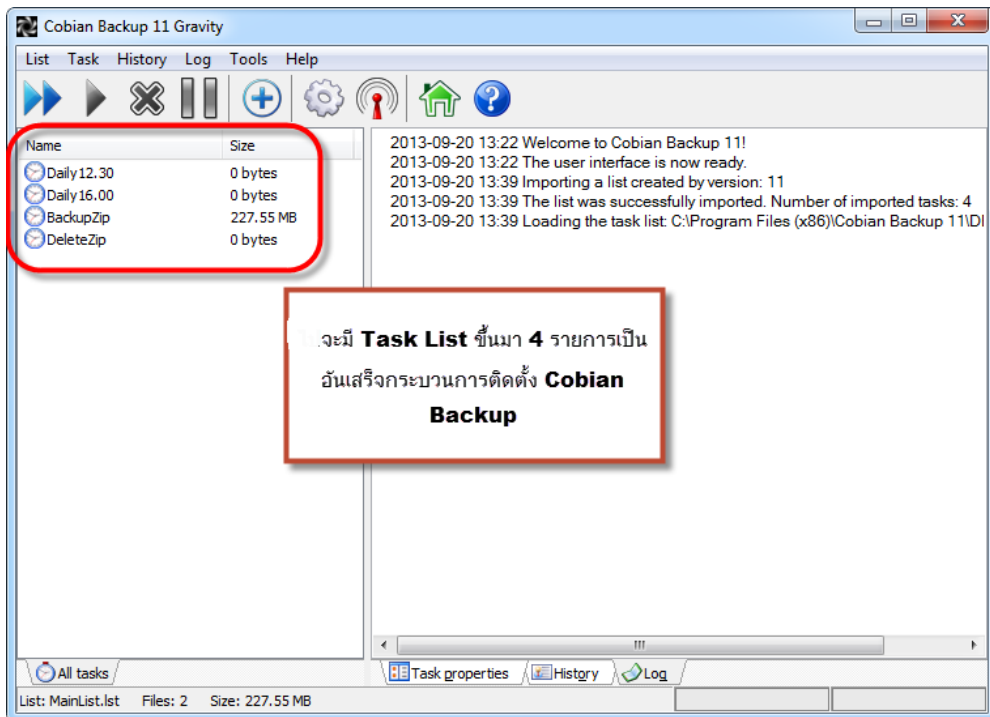 Cobian Backup 11 Gravity
List Task History Log Tools Help
Name Size
Daily12.30 0 bytes
Daily16.00 0 bytes
BackupZip 227.55 MB
DeleteZip 0 bytes
2013-09-20 13:22 Welcome to Cobian Backup 11!
2013-09-20 13:22 The user interface is now ready.
2013-09-20 13:39 Importing a list created by version: 11
2013-09-20 13:39 The list was successfully imported. Number of imported tasks: 4
2013-09-20 13:39 Loading the task list: C:\Program Files (x86)\Cobian Backup 11\DI
จะมี Task List ขึ้นมา 4 รายการเป็น
อันเสร็จกระบวนการติดตั้ง Cobian
Backup
All tasks
Task properties History Log
List: MainList.lst Files: 2 Size: 227.55 MB